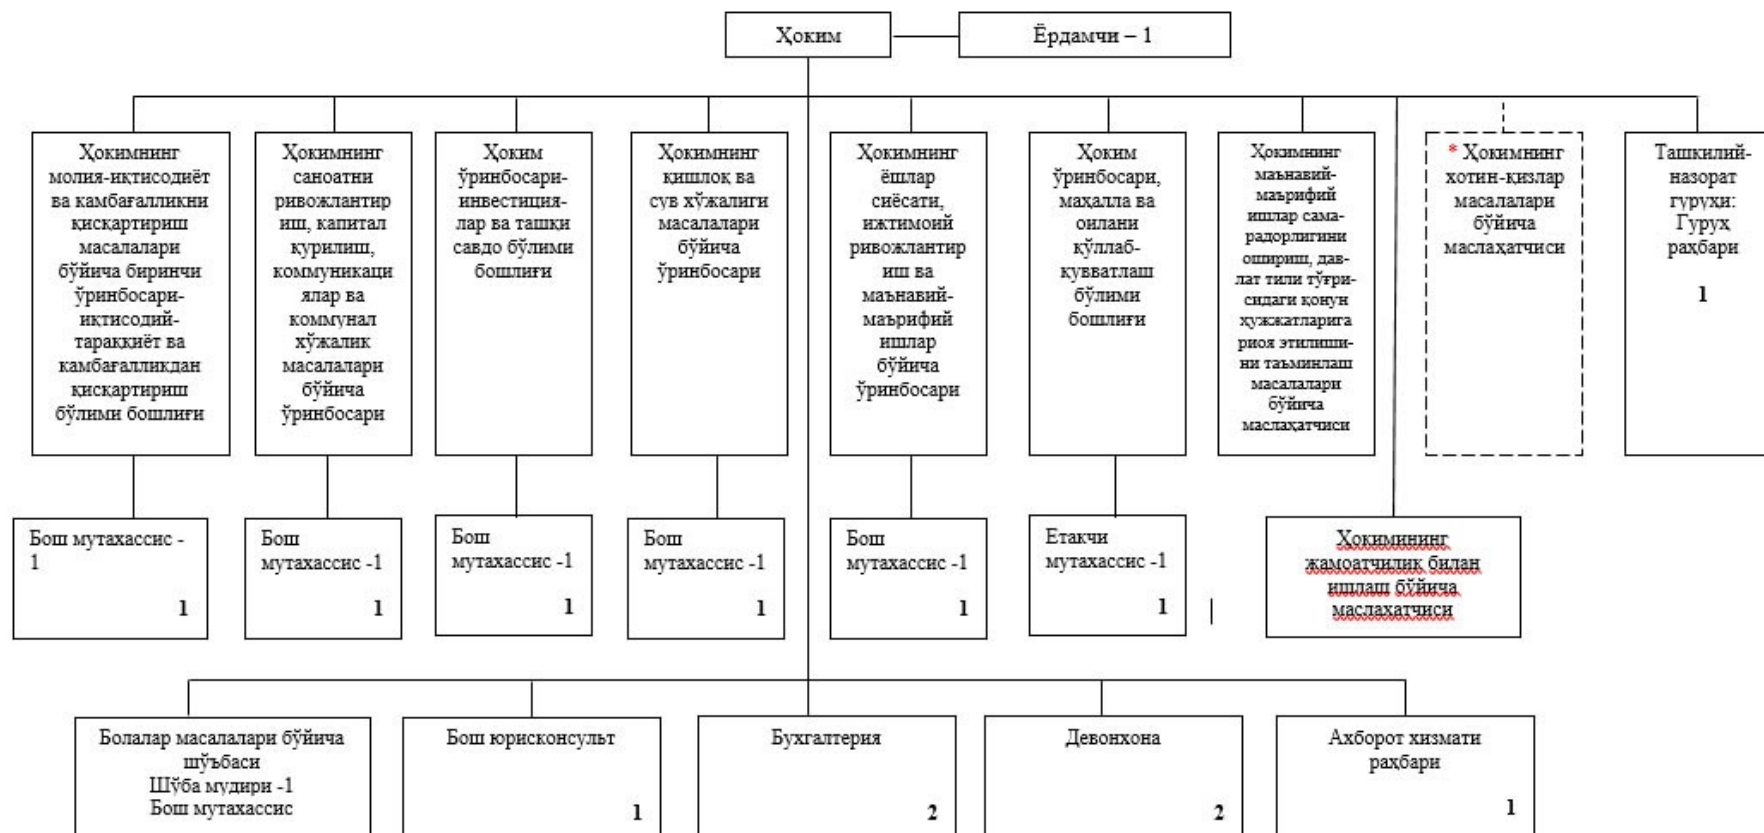 Ҳоким
Ёрдамчи – 1
Ҳокимнинг
молия-иқтисодиёт
ва камбағалликни
қисқартириш
масалалари
бўйича биринчи
ўринбосари-
иқтисодий-
тараққиёт ва
камбағалликдан
қисқартириш
бўлими бошлиғи
Ҳокимнинг
саноатни
ривожлантир
иш, капитал
қурилиш,
коммуникаци
ялар ва
коммунал
хўжалик
масалалари
бўйича
ўринбосари
Ҳоким
ўринбосари-
инвестиция-
лар ва ташқи
савдо бўлими
бошлиғи
Ҳокимнинг
қишлоқ ва
сув хўжалиги
масалалари
бўйича
ўринбосари
Ҳокимнинг
ёшлар
сиёсати,
ижтимоий
ривожлантир
иш ва
маънавий-
маърифий
ишлар
бўйича
ўринбосари
Ҳоким
ўринбосари,
маҳалла ва
оилани
қўллаб-
қувватлаш
бўлими
бошлиғи
Ҳокимнинг
маънавий-
маърифий
ишлар сама-
радорлигини
ошириш, дав-
лат тили тўғри-
сидаги қонун
ҳужжатларига
риоя этилиши-
ни таъминлаш
масалалари
бўйича
маслаҳатчиси
* Ҳокимнинг
хотин-қизлар
масалалари
бўйича
маслаҳатчиси
Ташкилий-
назорат
гуруҳи:
Гуруҳ
раҳбари
1
Бош мутахассис -
1
1
Бош
мутахассис -1
1
Бош
мутахассис -1
1
Бош
мутахассис -1
1
Бош
мутахассис -1
1
Етакчи
мутахассис -1
1
Ҳокимининг
жамоатчилик билан
ишлаш бўйича
маслаҳатчиси
Болалар масалалари бўйича
шўъбаси
Шўба мудири -1
Бош мутахассис
Бош юрисконсульт
1
Бухгалтерия
2
Девонхона
2
Ахборот хизмати
раҳбари
1